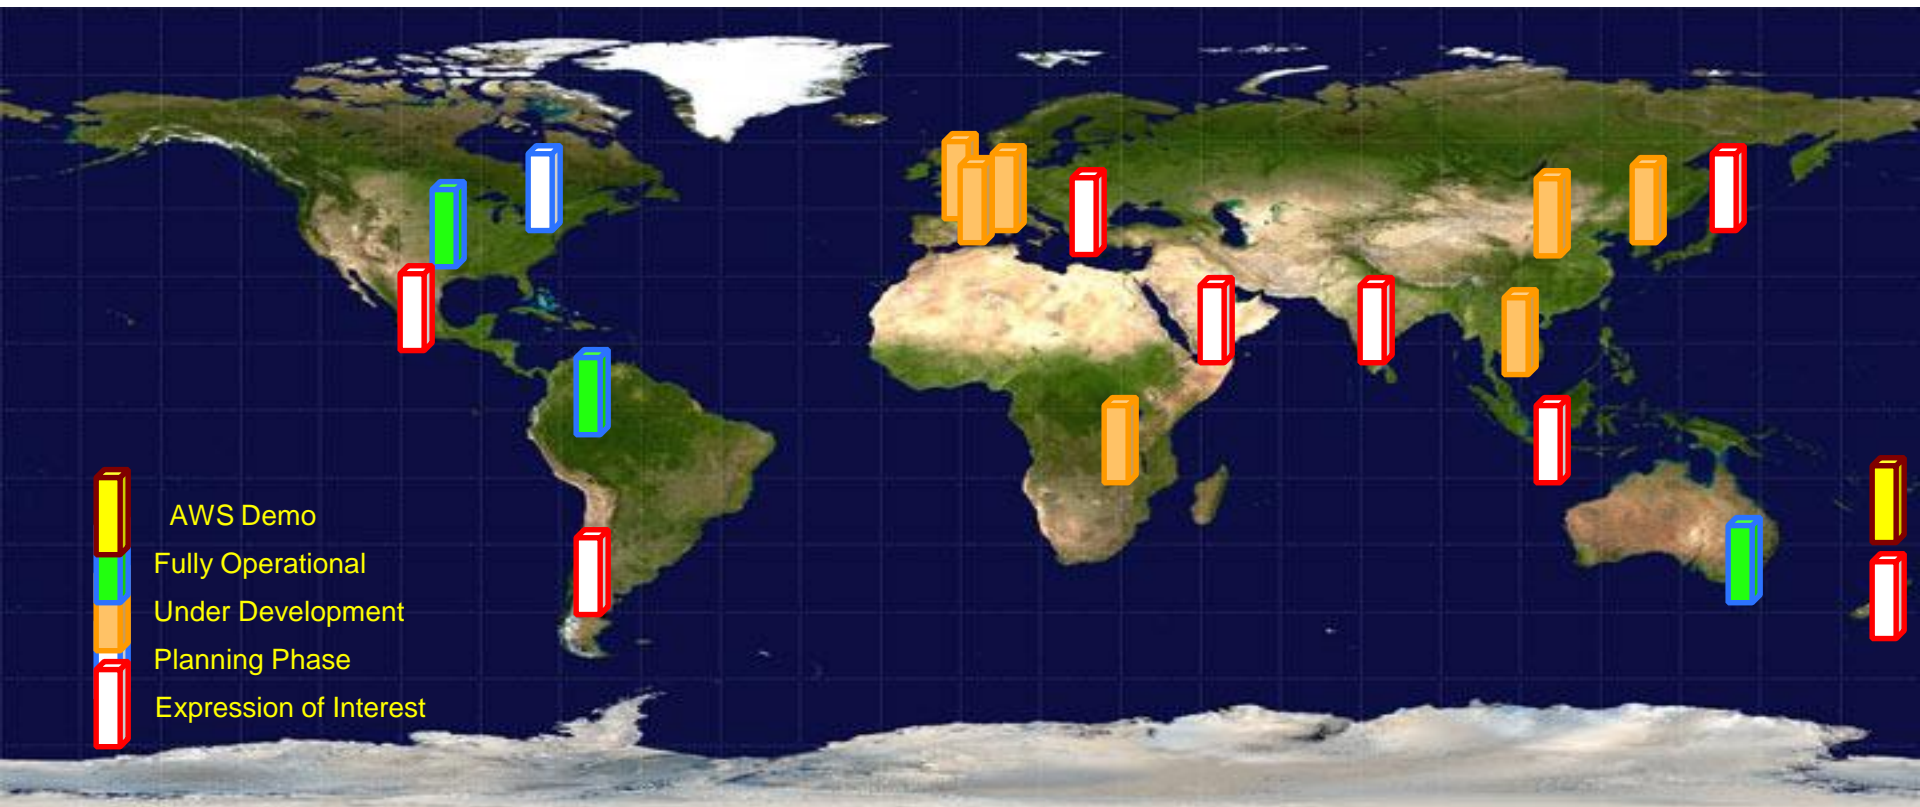 AWS Demo
Fully Operational
Under Development
Planning Phase
Expression of Interest